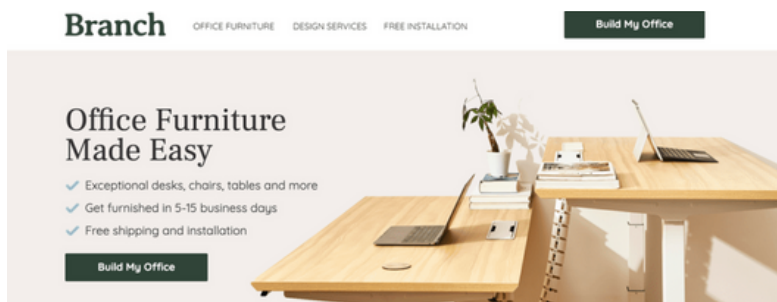 Branch
OFFICE FURNITURE
DESIGN SERVICES
FREE INSTALLATION
Build My Office
Office Furniture
Made Easy
Exceptional desks, chairs, tables and more
Get furnished in 5-15 business days
Free shipping and installation
Build My Office